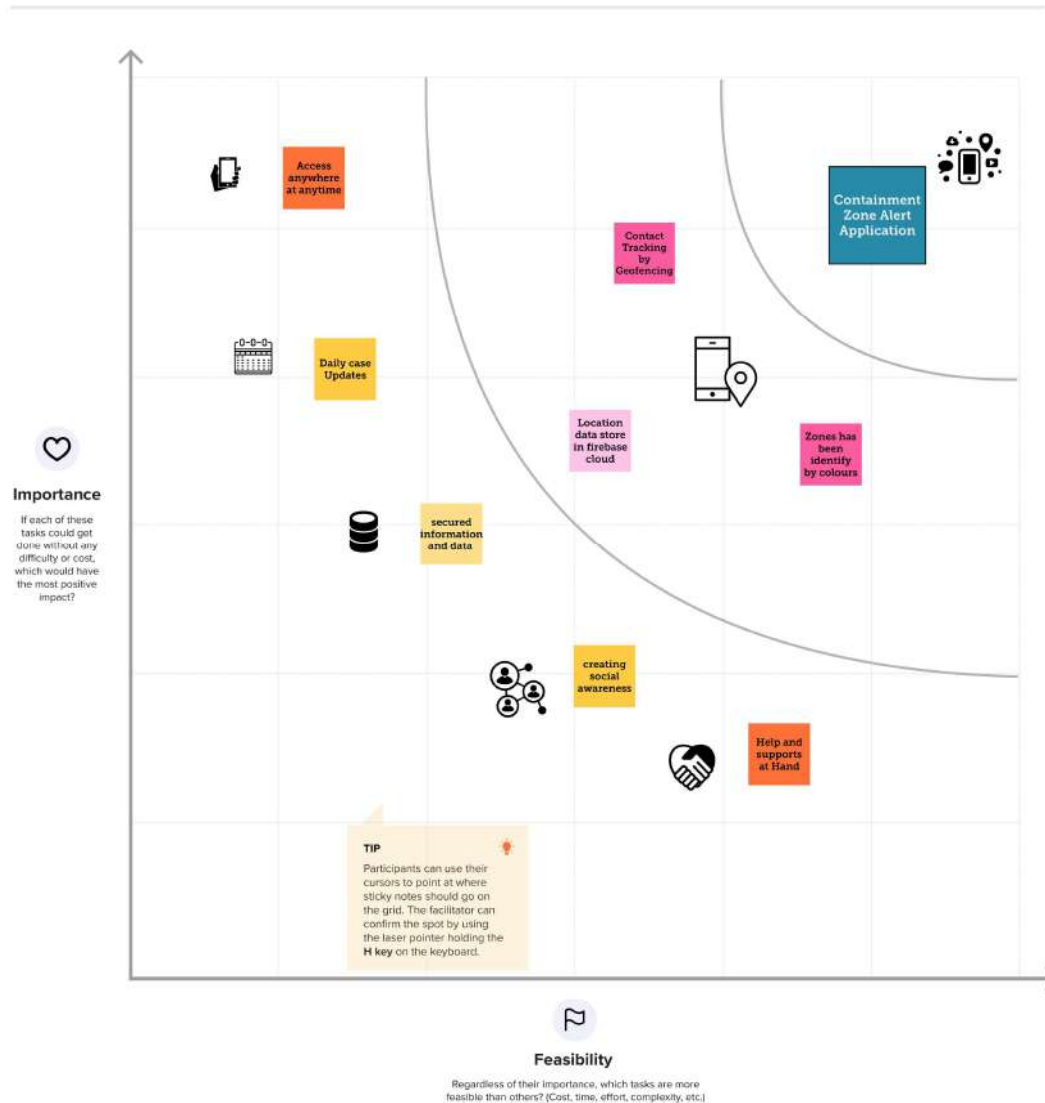 Access
anywhere
at anytime
Containment
Zone Alert
Application
Contact
Tracking
by
Geofencing
Daily case
Updates
Location
data store
in firebase
cloud
Zones has
been
identify
by colours
Importance
If each of these
tasks could get
done without any
difficulty or cost,
which would have
the most positive
impact?
secured
information
and data
creating
social
awareness
Help and
supports
at Hand
TIP
Participants can use their
cursors to point at where
sticky notes should go on
the grid. The facilitator can
confirm the spot by using
the laser pointer holding the
H key on the keyboard.
Feasibility
Regardless of their importance, which tasks are more
feasible than others? (Cost, time, effort, complexity, etc.)